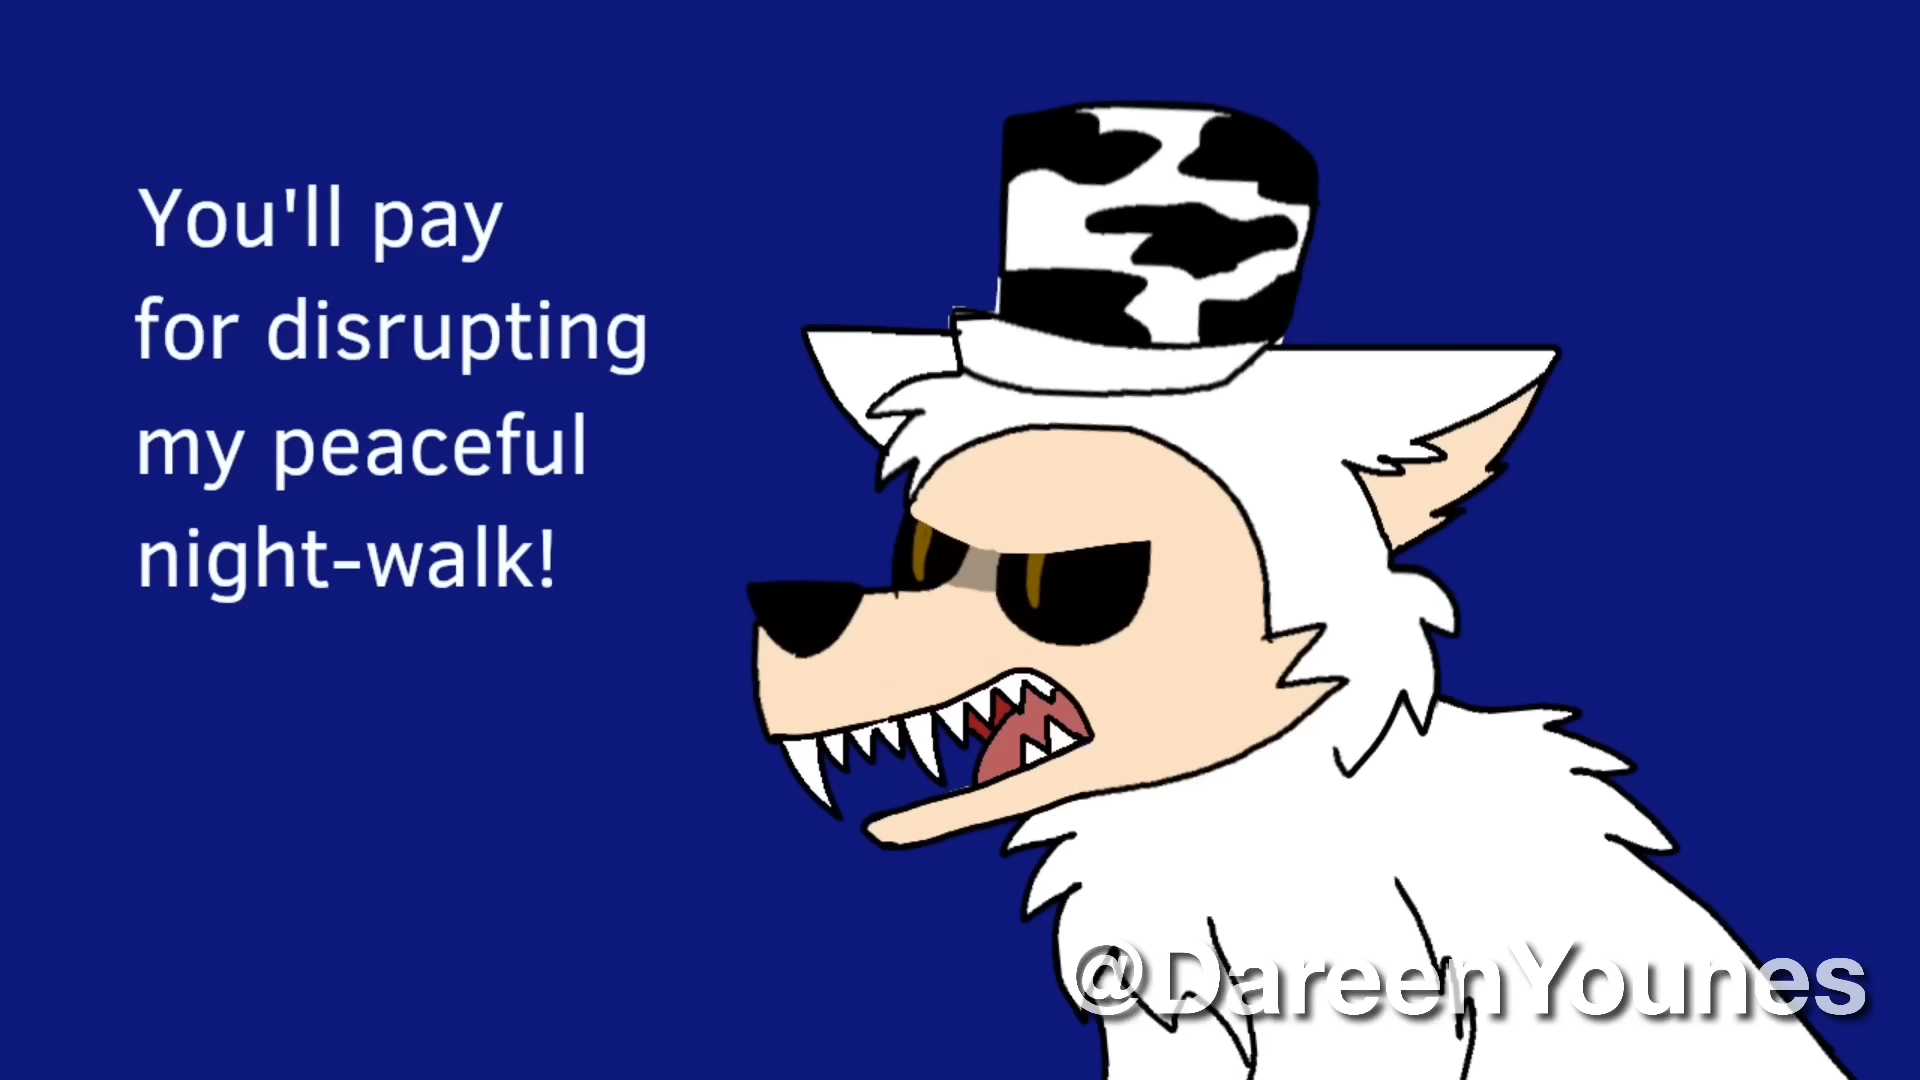 You'll pay
for disrupting
my peaceful
night-walk!
@DareenYounes